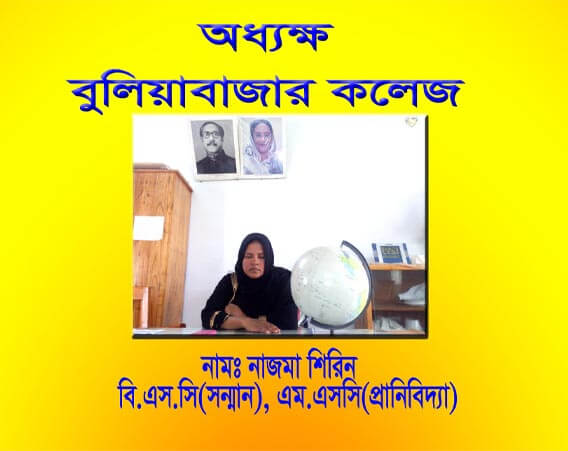 অধ্যক্ষ
বুলিয়াবাজার কলেজ
নামঃ নাজমা শিরিন
বি.এস.সি(সন্মান), এম.এসসি(প্রানিবিদ্যা)